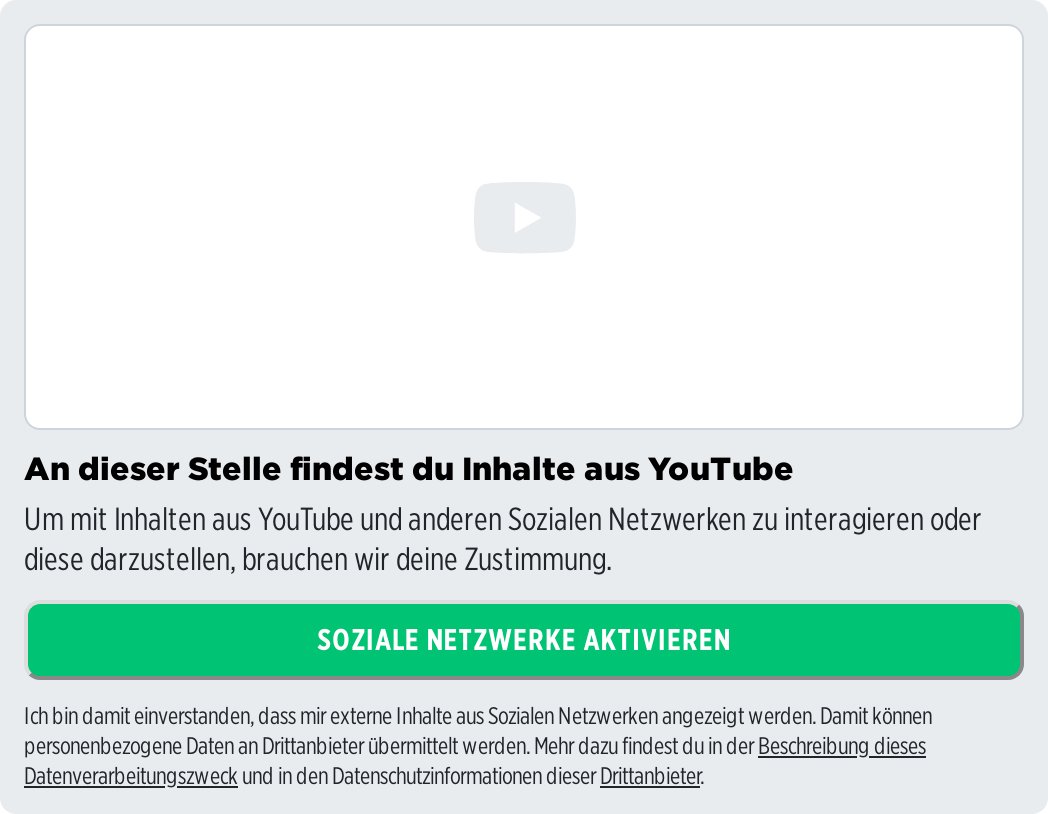 An dieser Stelle findest du Inhalte aus YouTube
Um mit Inhalten aus YouTube und anderen Sozialen Netzwerken zu interagieren oder
diese darzustellen, brauchen wir deine Zustimmung.
SOZIALE NETZWERKE AKTIVIEREN
Ich bin damit einverstanden, dass mir externe Inhalte aus Sozialen Netzwerken angezeigt werden. Damit können
personenbezogene Daten an Drittanbieter übermittelt werden. Mehr dazu findest du in der Beschreibung dieses
Datenverarbeitungszweck und in den Datenschutzinformationen dieser Drittanbieter.